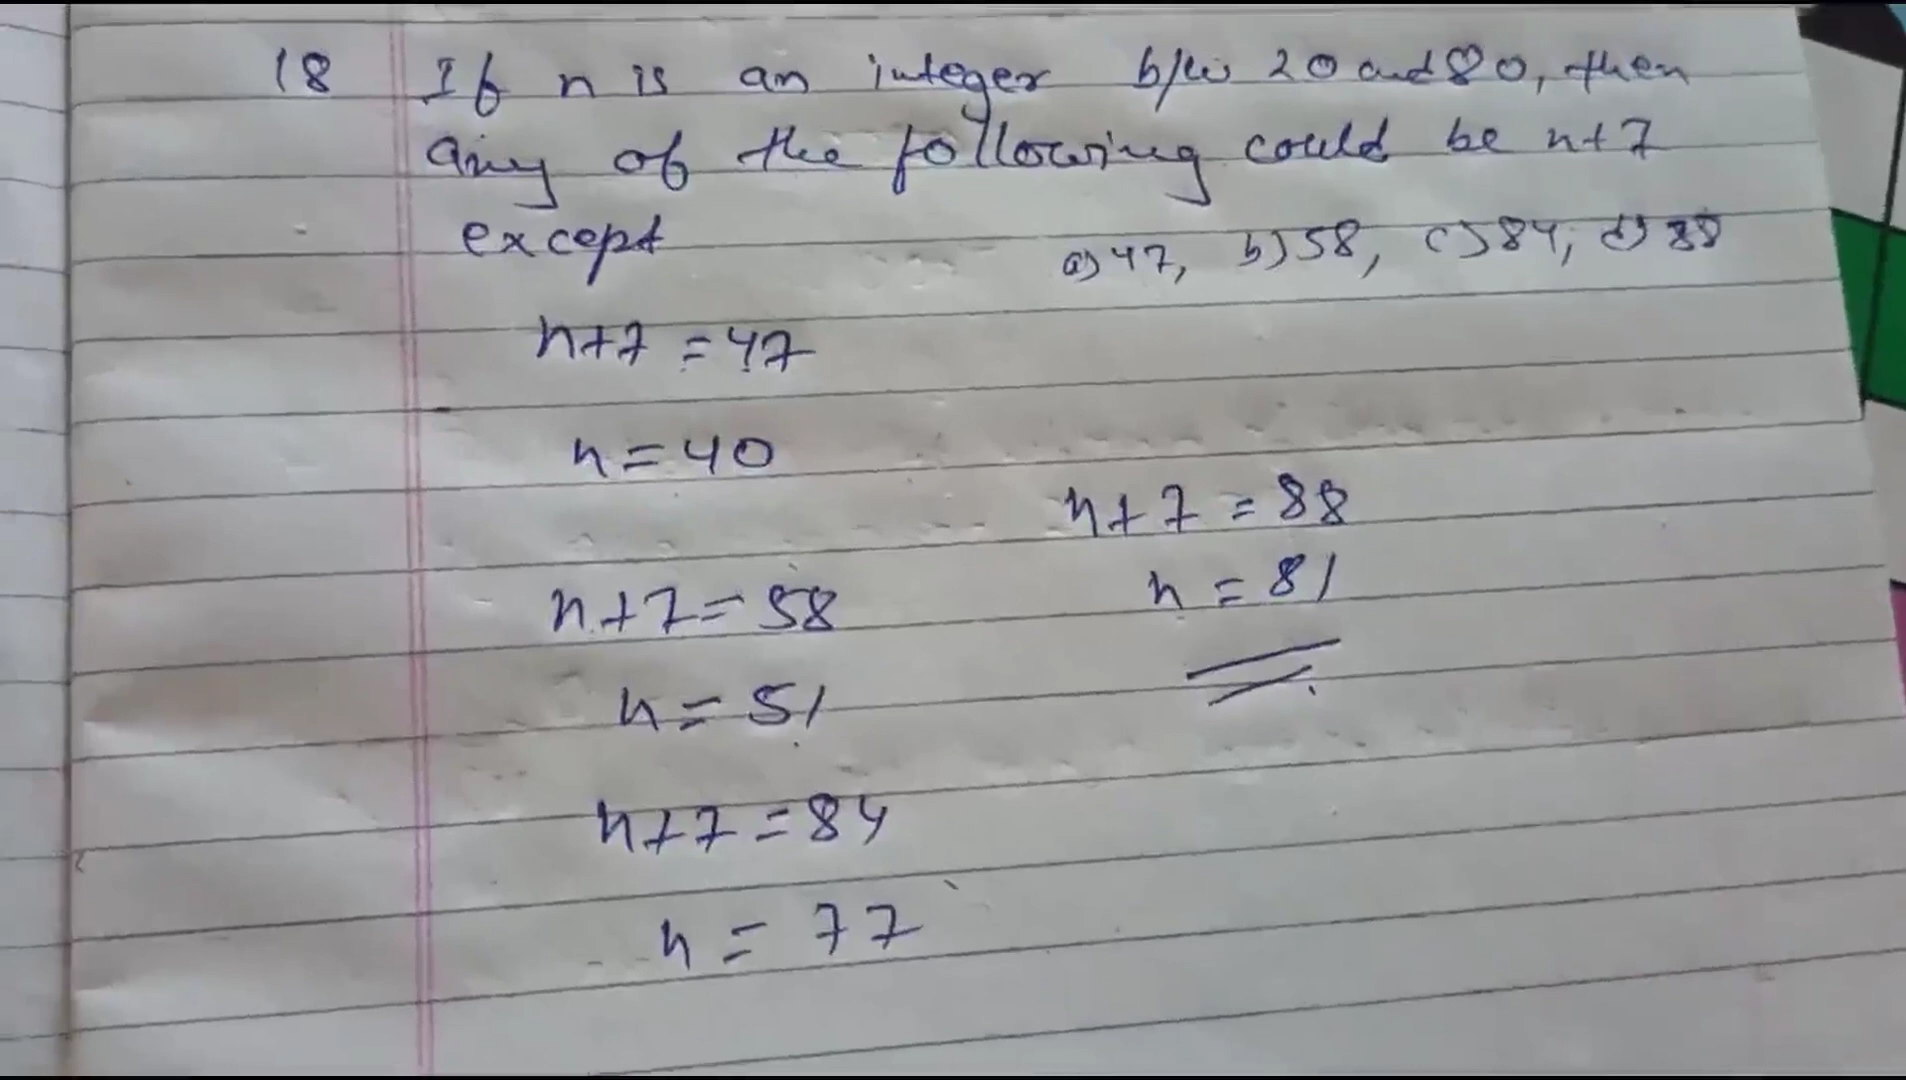 18 If n is an integer b/w 20 and 80, then
any of the following could be n+7
except a) 47, b) 58, c) 84, d) 88
n+7 = 47
n = 40
n+7 = 58
n = 51
n+7 = 84
n = 77
n+7 = 88
n = 81